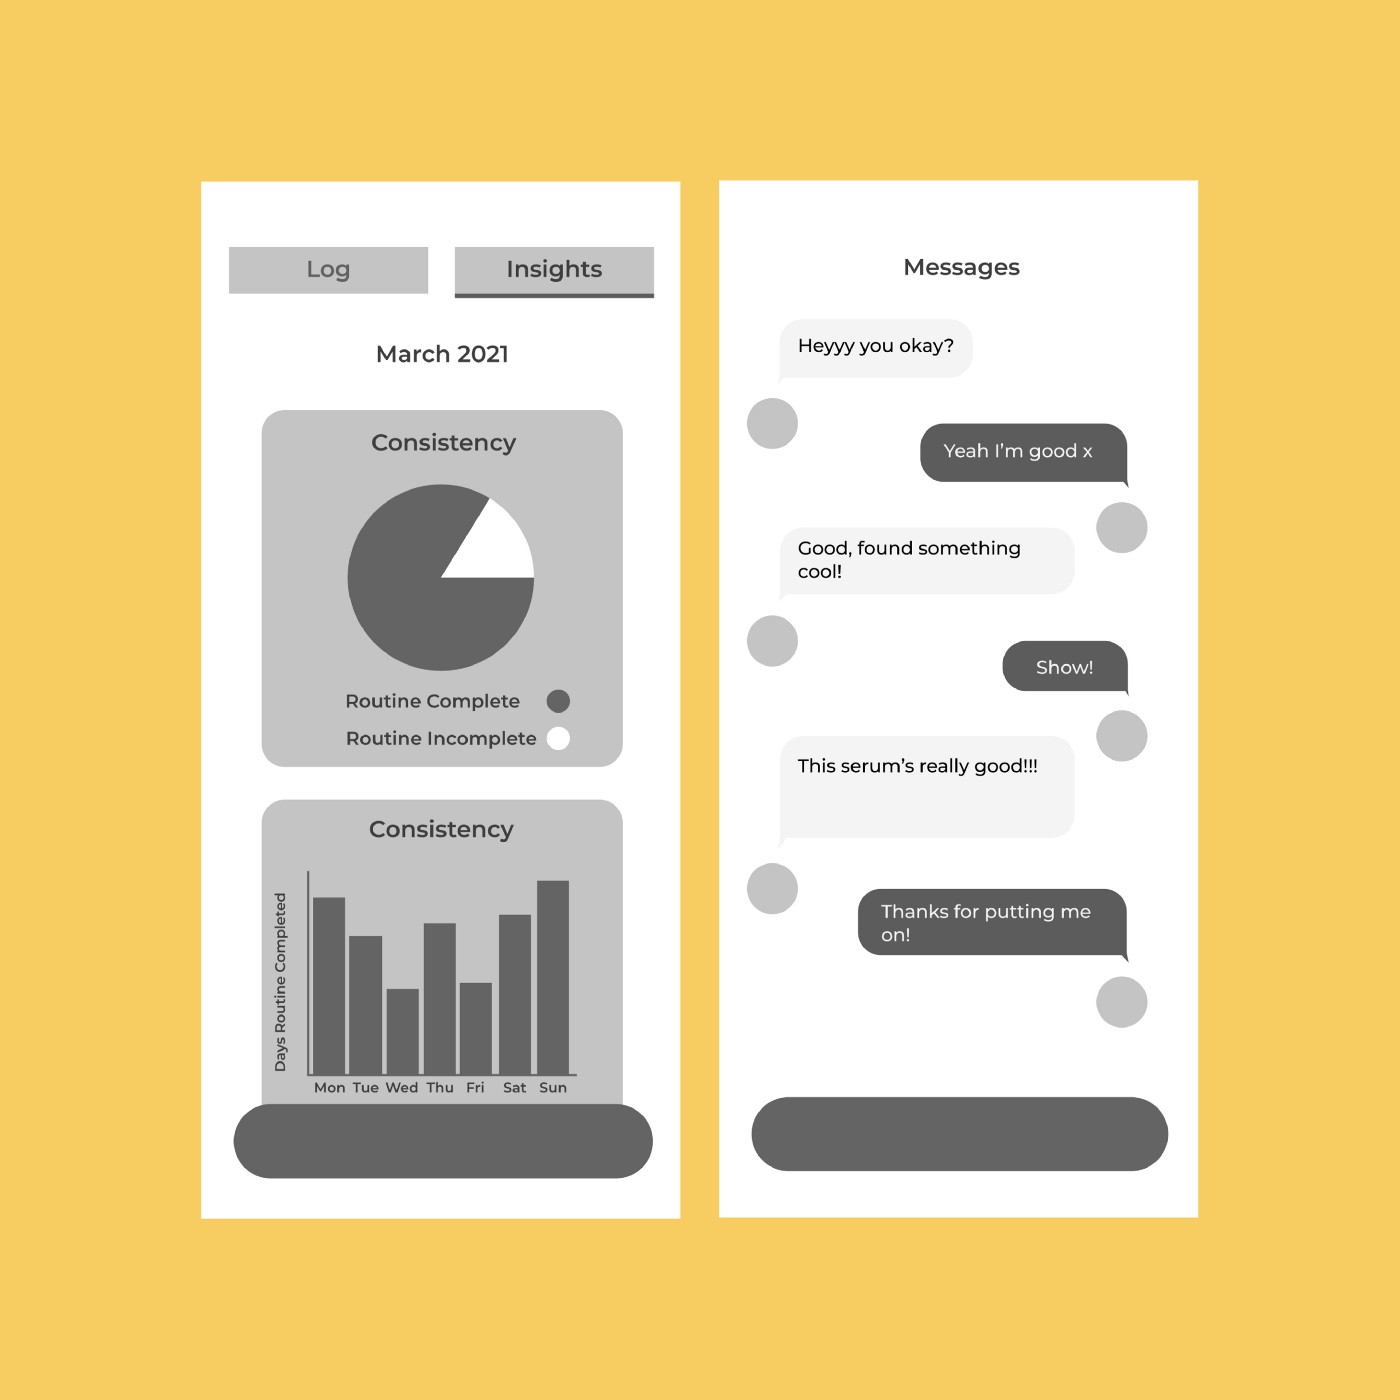 Log
Insights
March 2021
Consistency
Routine Complete
Routine Incomplete
Consistency
Days Routine Completed
Mon Tue Wed Thu Fri Sat Sun
Messages
Heyyy you okay?
Yeah I’m good x
Good, found something
cool!
Show!
This serum’s really good!!!
Thanks for putting me
on!